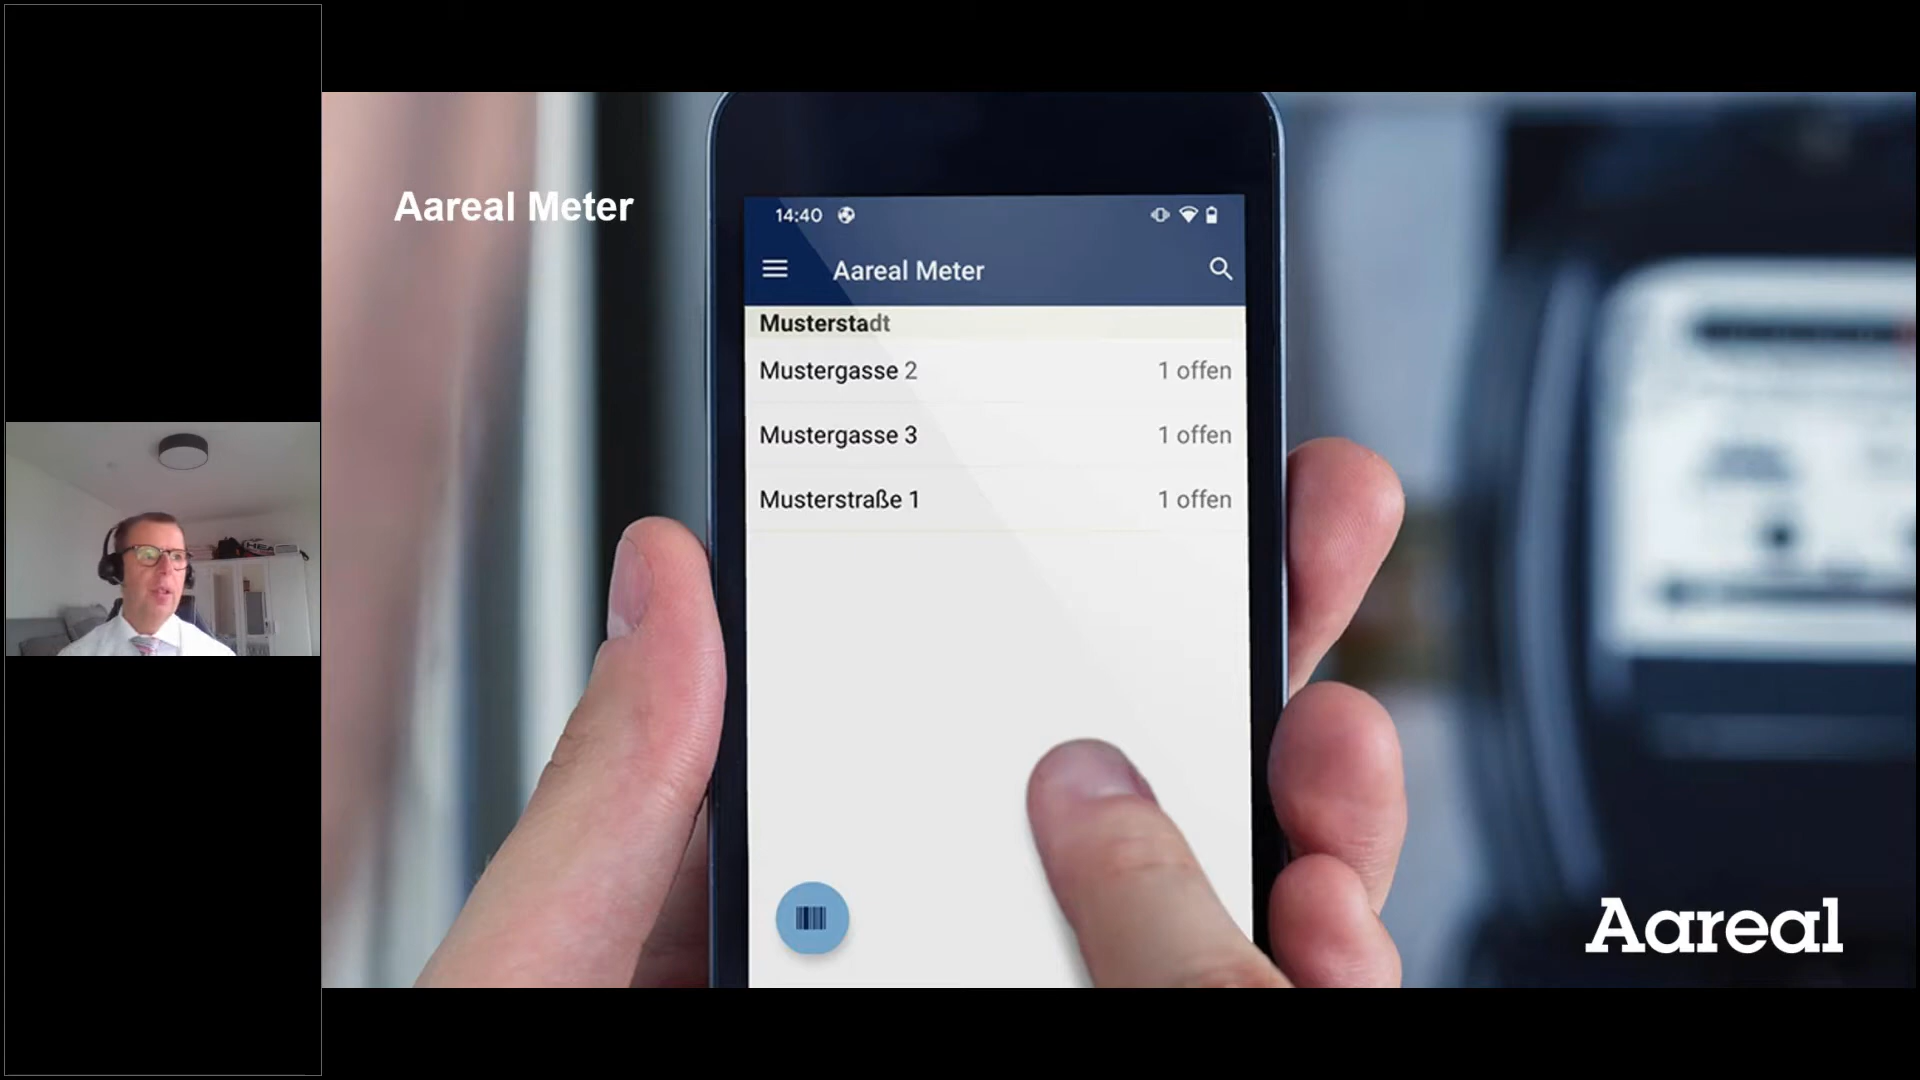 Aareal Meter
14:40
Aareal Meter
Musterstadt
Mustergasse 2 1 offen
Mustergasse 3 1 offen
Musterstraße 1 1 offen
HEAD
Aareal